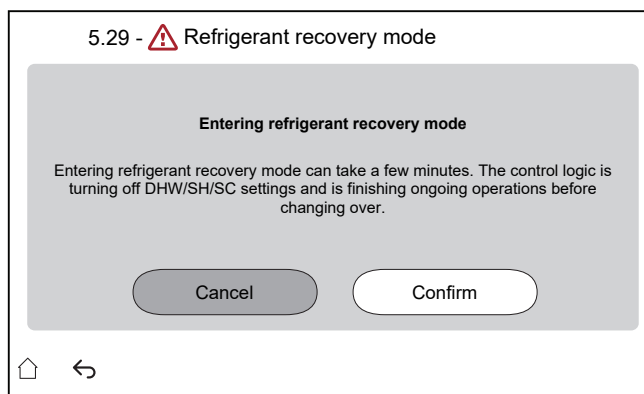 5.29 - Refrigerant recovery mode
Entering refrigerant recovery mode
Entering refrigerant recovery mode can take a few minutes. The control logic is
turning off DHW/SH/SC settings and is finishing ongoing operations before
changing over.
Cancel
Confirm